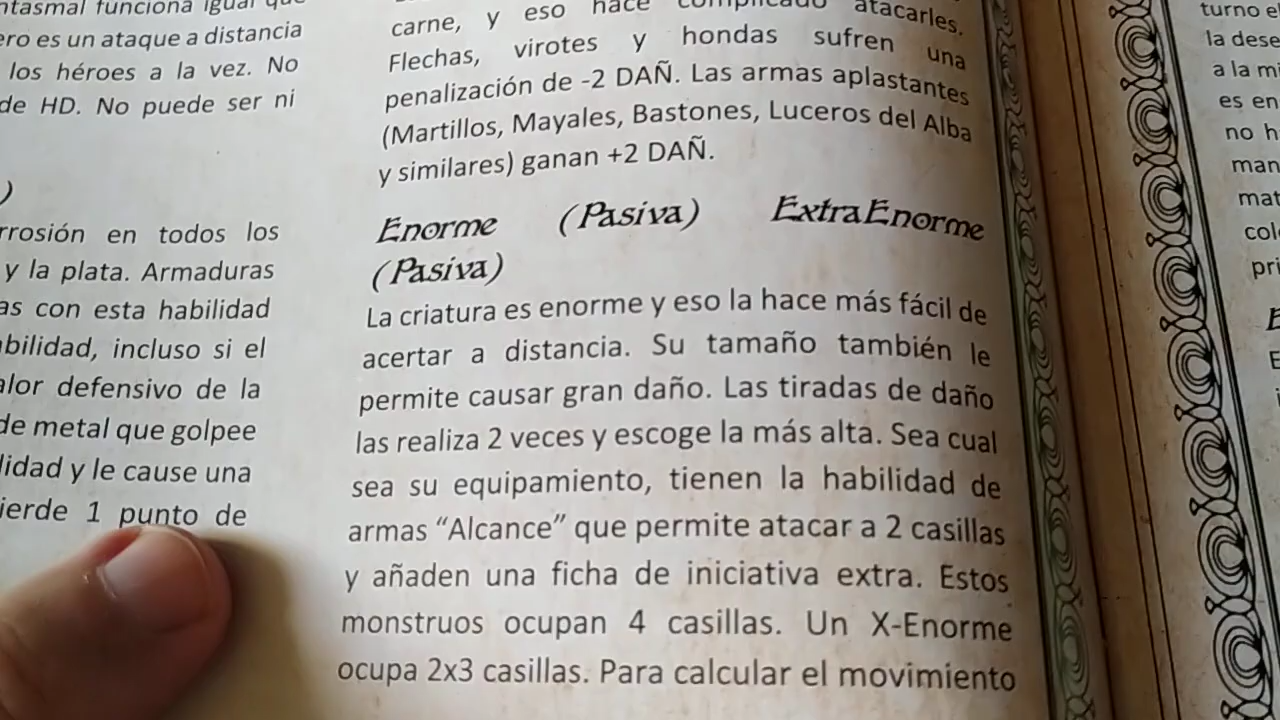 funciona igual
ero es un ataque a distancia
los héroes a la vez. No
de HD. No puede ser ni
)
rrosión en todos los
y la plata. Armaduras
as con esta habilidad
bilidad, incluso si el
alor defensivo de la
de metal que golpee
lidad y le cause una
ierde 1 punto de
carne, y eso hace complicado atacarles.
Flechas, virotes y hondas sufren una
penalización de -2 DAÑ. Las armas aplastantes
(Martillos, Mayales, Bastones, Luceros del Alba
y similares) ganan +2 DAÑ.
Enorme (Pasiva) ExtraEnorme
(Pasiva)
La criatura es enorme y eso la hace más fácil de
acertar a distancia. Su tamaño también le
permite causar gran daño. Las tiradas de daño
las realiza 2 veces y escoge la más alta. Sea cual
sea su equipamiento, tienen la habilidad de
armas “Alcance” que permite atacar a 2 casillas
y añaden una ficha de iniciativa extra. Estos
monstruos ocupan 4 casillas. Un X-Enorme
ocupa 2x3 casillas. Para calcular el movimiento
turno e
la dese
a la mi
es en
no h
man
mat
col
pri
E